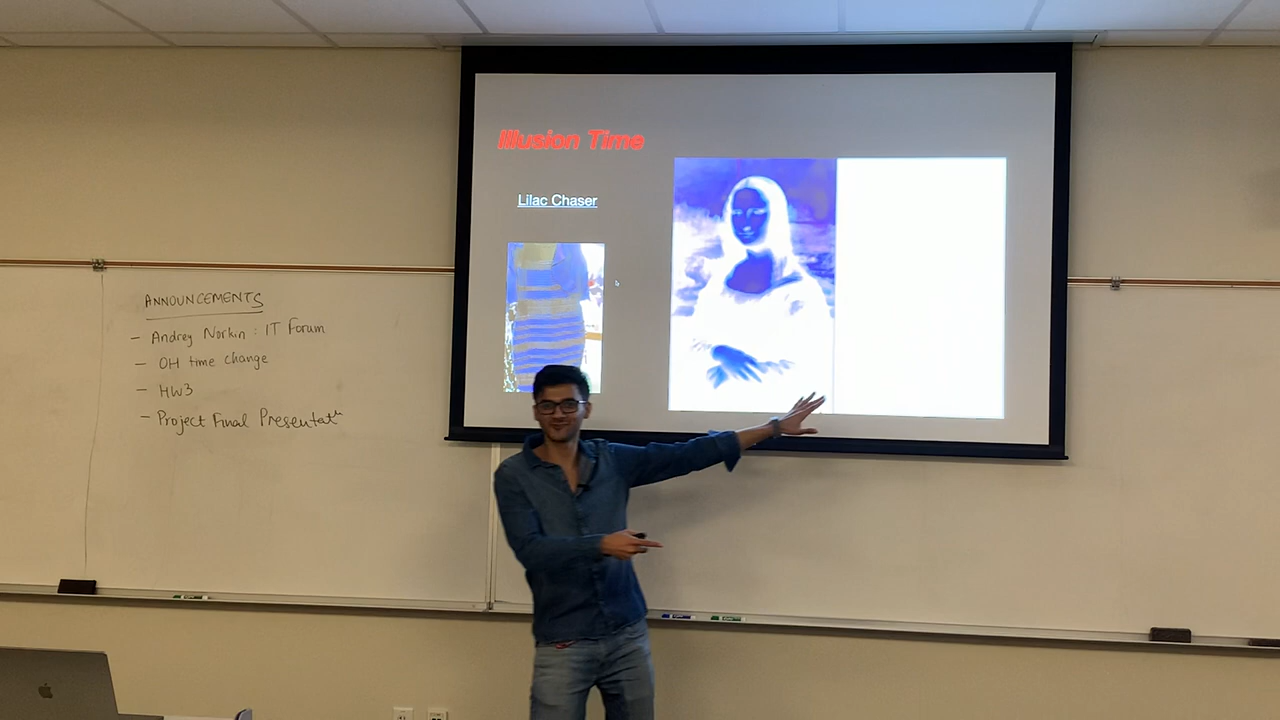 Illusion Time
Lilac Chaser
ANNOUNCEMENTS
- Andrey Norkin : IT Forum
- OH time change
- HW3
- Project Final Presentatⁿ